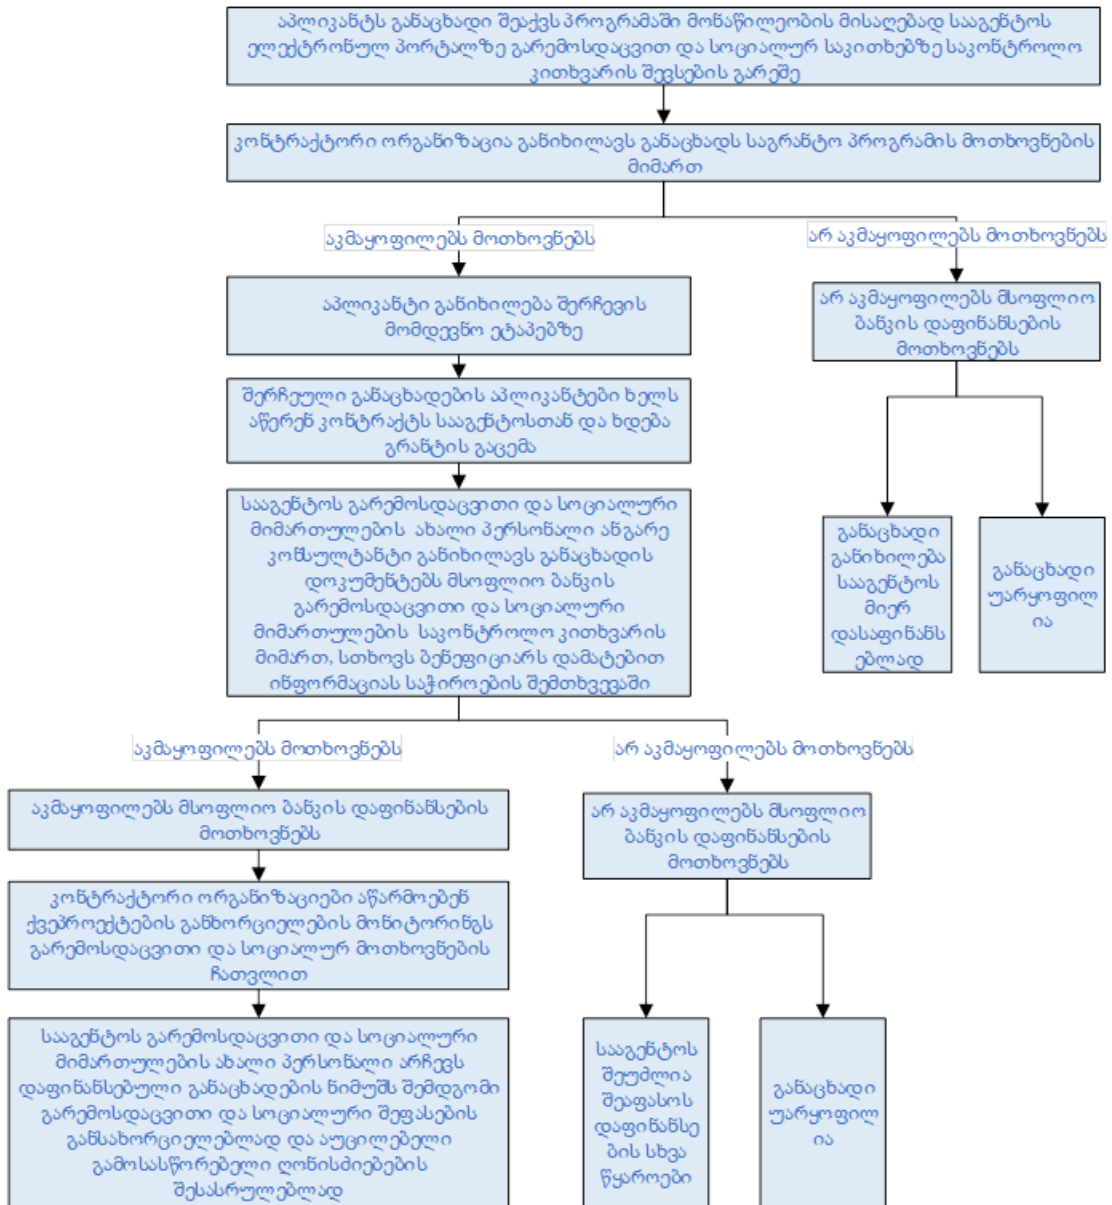 აპლიკანტს განაცხადი შეაქვს პროგრამაში მონაწილეობის მისაღებად სააგენტოს
ელექტრონულ პორტალზე გარემოსდაცვით და სოციალურ საკითხებზე საკონტროლო
კითხვარის შევსების გარეშე
კონტრაქტორი ორგანიზაცია განიხილავს განაცხადს საგრანტო პროგრამის მოთხოვნების
მიმართ
აკმაყოფილებს მოთხოვნებს
არ აკმაყოფილებს მოთხოვნებს
აპლიკანტი განიხილება შერჩევის
მომდევნო ეტაპებზე
არ აკმაყოფილებს მსოფლიო
ბანკის დაფინანსების
მოთხოვნებს
შერჩეული განაცხადების აპლიკანტები ხელს
აწერენ კონტრაქტს სააგენტოსთან და ხდება
გრანტის გაცემა
სააგენტოს გარემოსდაცვითი და სოციალური
მიმართულების ახალი პერსონალი ან გარე
კონსულტანტი განიხილავს განაცხადის
დოკუმენტებს მსოფლიო ბანკის
გარემოსდაცვითი და სოციალური
მიმართულების საკონტროლო კითხვარის
მიმართ, სთხოვს ბენეფიციარს დამატებით
ინფორმაციას საჭიროების შემთხვევაში
განაცხადი
განიხილება
სააგენტოს
მიერ
დასაფინანს
ებლად
განაცხადი
უარყოფილ
ია
აკმაყოფილებს მოთხოვნებს
არ აკმაყოფილებს მოთხოვნებს
აკმაყოფილებს მსოფლიო ბანკის დაფინანსების
მოთხოვნებს
არ აკმაყოფილებს მსოფლიო
ბანკის დაფინანსების
მოთხოვნებს
კონტრაქტორი ორგანიზაციები აწარმოებენ
ქვეპროექტების განხორციელების მონიტორინგს
გარემოსდაცვითი და სოციალურ მოთხოვნების
ჩათვლით
სააგენტოს გარემოსდაცვითი და სოციალური
მიმართულების ახალი პერსონალი არჩევს
დაფინანსებული განაცხადების ნიმუშს შემდგომი
გარემოსდაცვითი და სოციალური შეფასების
განსახორციელებლად და აუცილებელი
გამოსასწორებელი ღონისძიებების
შესასრულებლად
სააგენტოს
შეუძლია
შეაფასოს
დაფინანსე
ბის სხვა
წყაროები
განაცხადი
უარყოფილ
ია